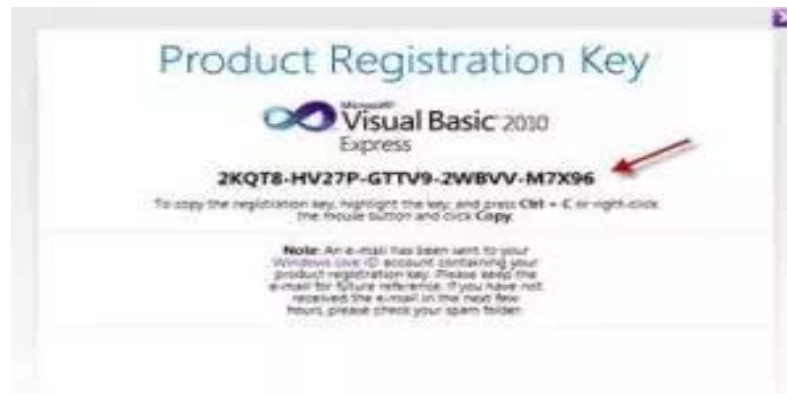 Product Registration Key
Microsoft
Visual Basic 2010
Express
2KQT8-HV27P-GTTV9-2WBVV-M7X96
To copy the registration key, highlight the key, and press Ctrl + C or right-click
the mouse button and click Copy
Note: An e-mail has been sent to your
Windows Live ID account containing your
product registration key. Please keep the
e-mail for future reference. If you have not
received the e-mail in the next few
hours, please check your spam folder.